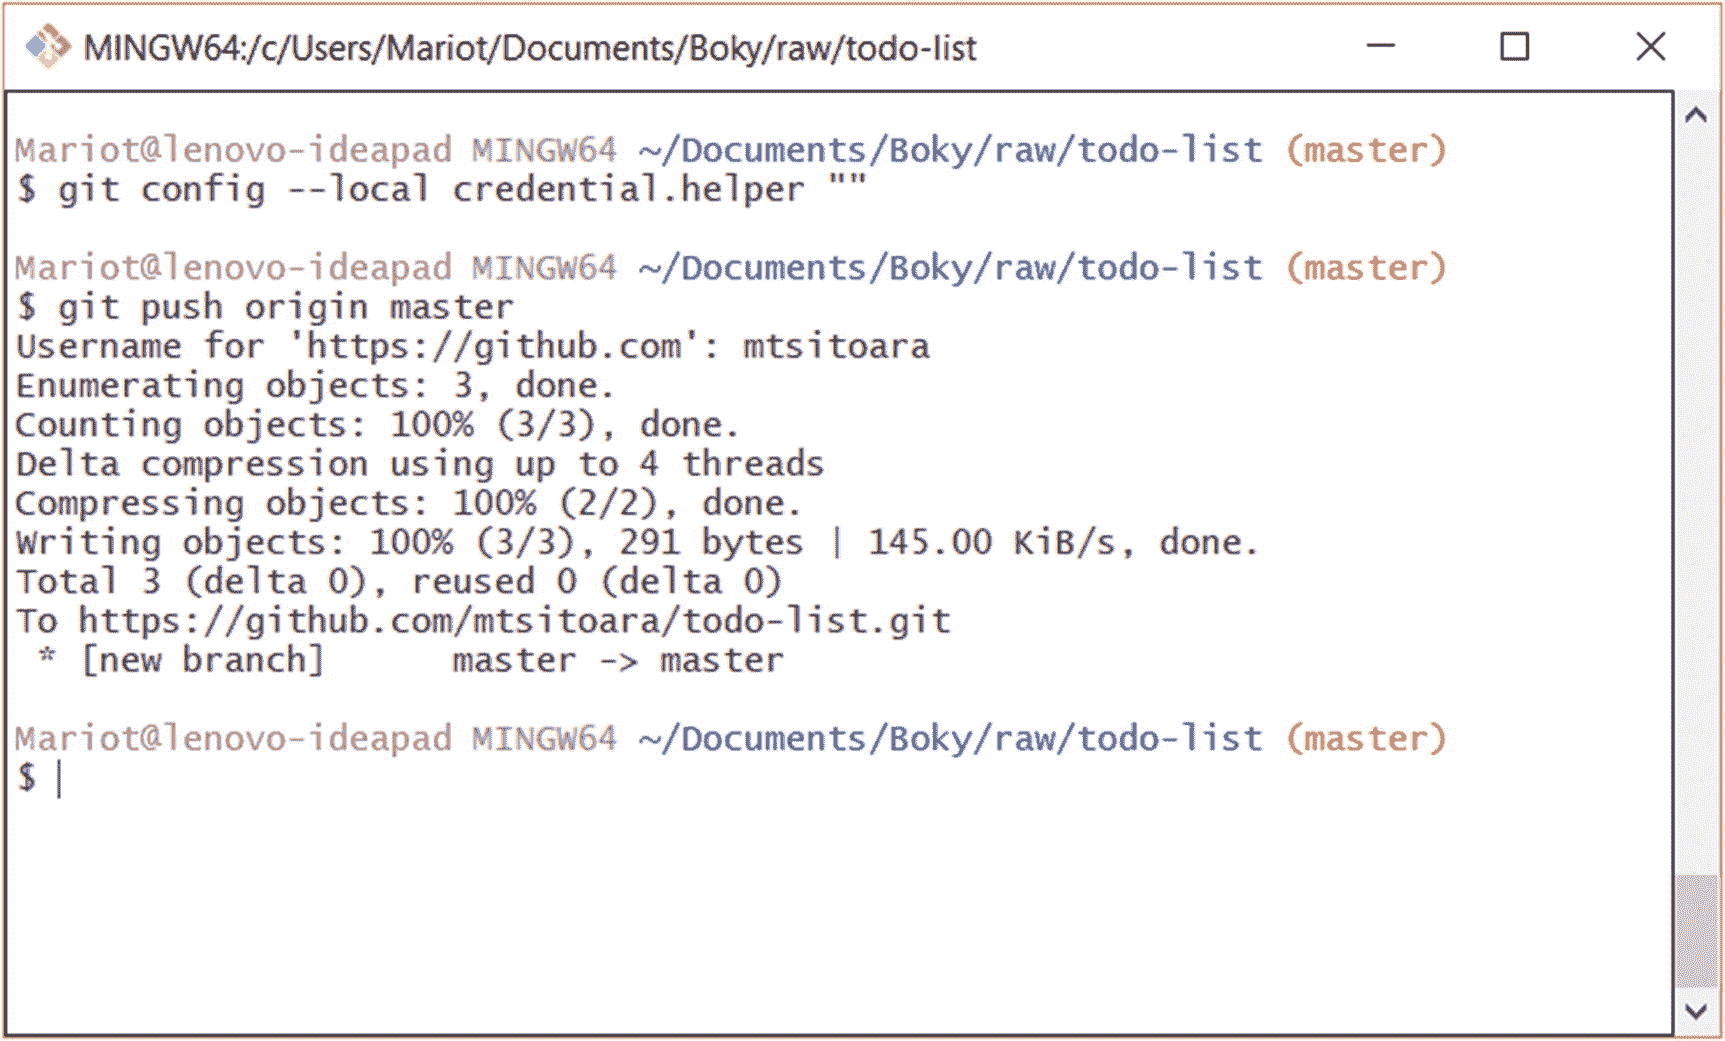 MINGW64:/c/Users/Mariot/Documents/Boky/raw/todo-list
Mariot@lenovo-ideapad MINGW64 ~/Documents/Boky/raw/todo-list (master)
$ git config --local credential.helper ""
Mariot@lenovo-ideapad MINGW64 ~/Documents/Boky/raw/todo-list (master)
$ git push origin master
Username for 'https://github.com': mtsitoara
Enumerating objects: 3, done.
Counting objects: 100% (3/3), done.
Delta compression using up to 4 threads
Compressing objects: 100% (2/2), done.
Writing objects: 100% (3/3), 291 bytes | 145.00 KiB/s, done.
Total 3 (delta 0), reused 0 (delta 0)
To https://github.com/mtsitoara/todo-list.git
 * [new branch]      master -> master
Mariot@lenovo-ideapad MINGW64 ~/Documents/Boky/raw/todo-list (master)
$